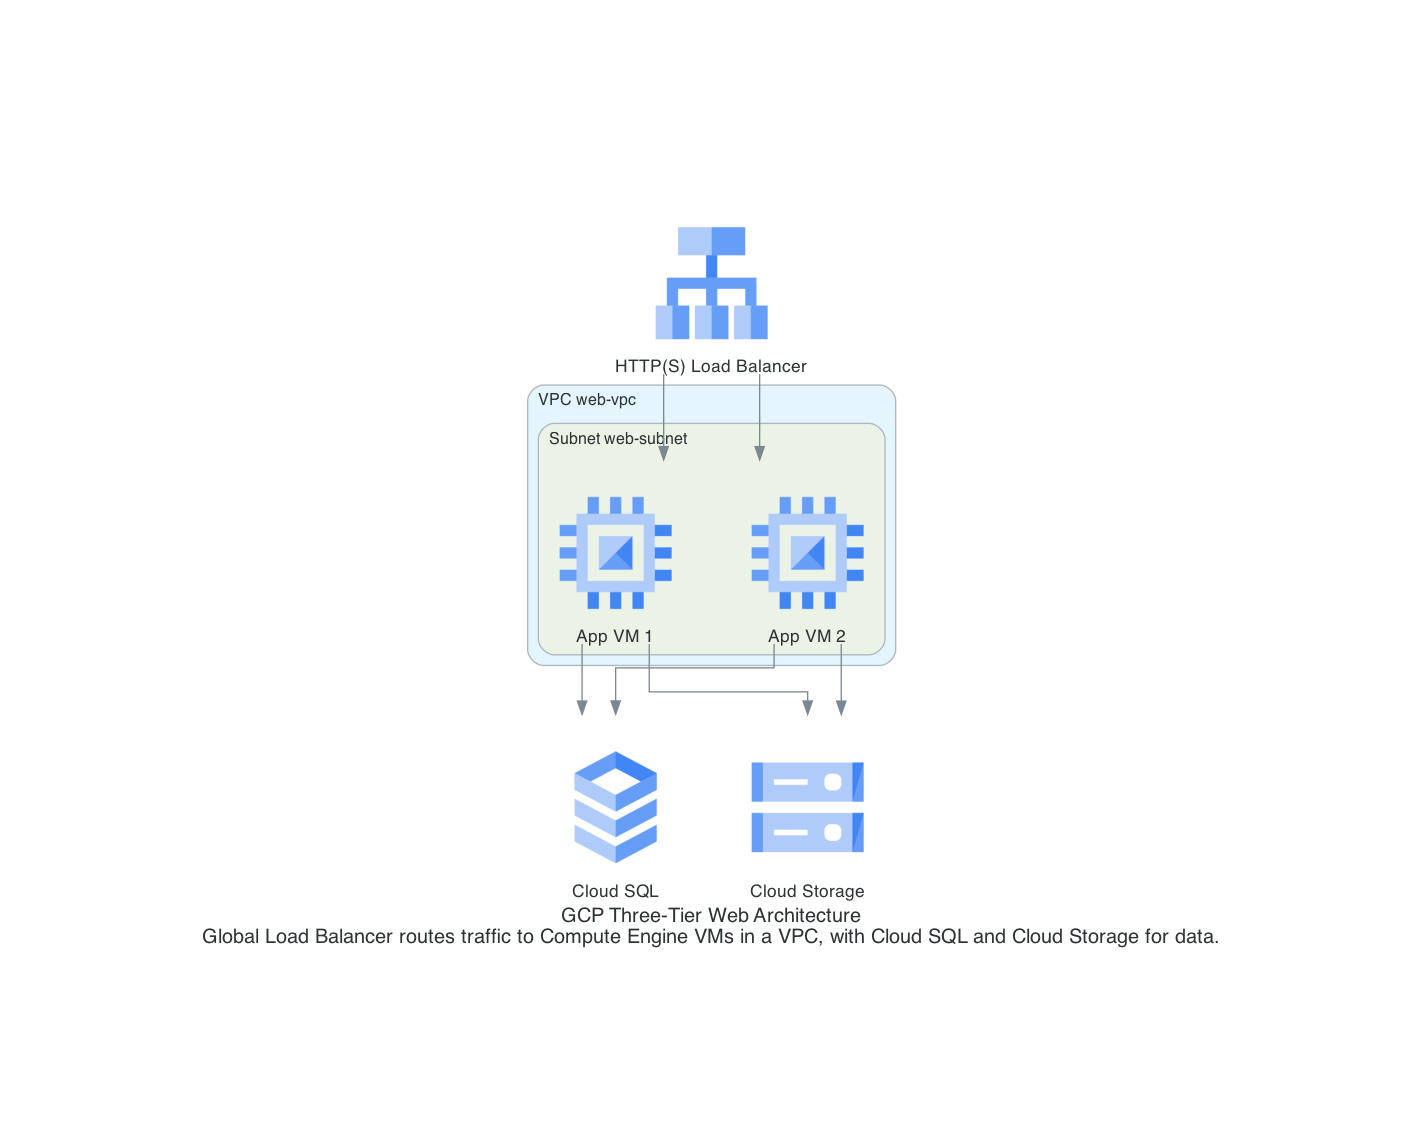 HTTP(S) Load Balancer
VPC web-vpc
Subnet web-subnet
App VM 1
App VM 2
Cloud SQL
Cloud Storage
GCP Three-Tier Web Architecture
Global Load Balancer routes traffic to Compute Engine VMs in a VPC, with Cloud SQL and Cloud Storage for data.